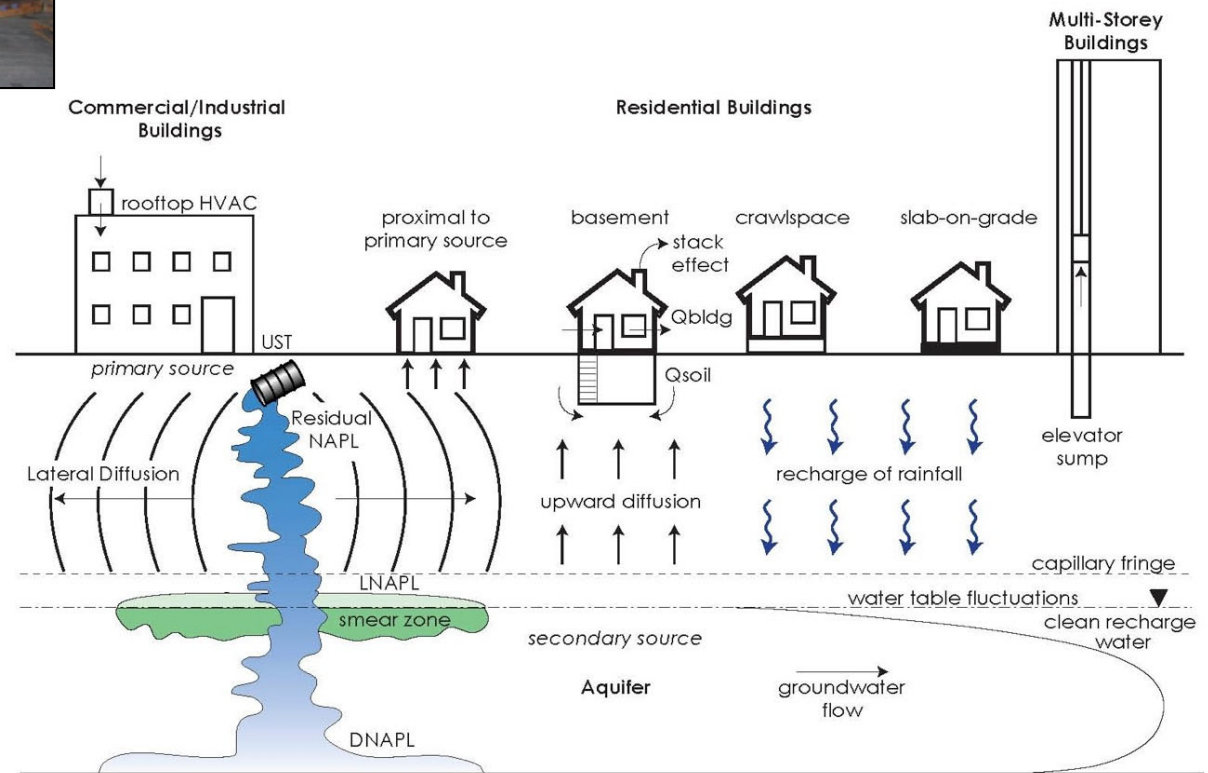 Multi-Storey
Buildings
Commercial/Industrial
Buildings
Residential Buildings
rooftop HVAC
proximal to
primary source
basement
crawlspace
slab-on-grade
stack
effect
Qbldg
UST
primary source
Qsoil
Residual
NAPL
elevator
sump
Lateral Diffusion
recharge of rainfall
upward diffusion
capillary fringe
LNAPL
water table fluctuations
smear zone
clean recharge
water
secondary source
Aquifer
groundwater
flow
DNAPL